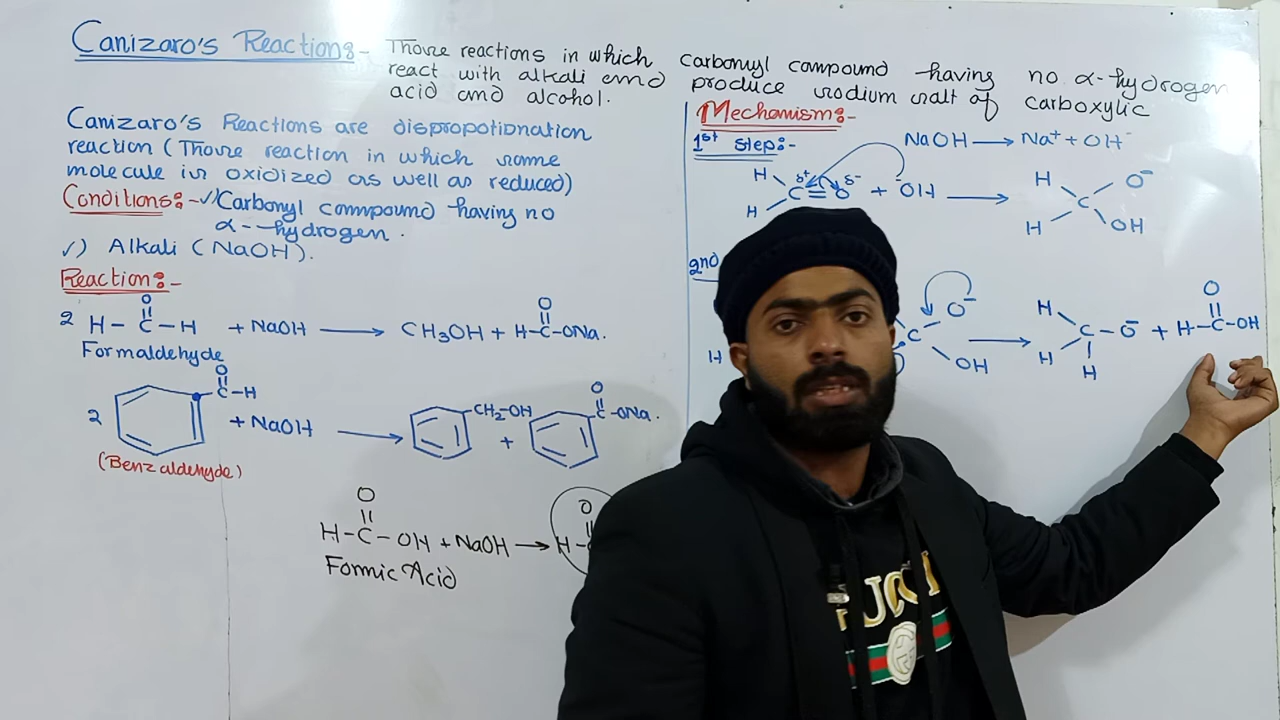 Canizaro's Reactions:- Those reactions in which carbonyl compound having no α-hydrogen
react with alkali and produce sodium salt of carboxylic
acid and alcohol.
Canizaro's Reactions are dispropotionation
reaction (Those reaction in which same
molecule is oxidized as well as reduced)
Conditions:- ✓) Carbonyl compound having no
α-hydrogen.
✓) Alkali (NaOH).
Reaction:-
O O
2 H-C-H + NaOH → CH3OH + H-C-ONa.
Formaldehyde
O O
C-H C-ONa.
2 + NaOH → CH2-OH +
(Benzaldehyde)
O O
H-C-OH + NaOH → H-
Formic Acid
Mechanism:-
1st step:- NaOH → Na+ + OH-
H δ+ δ- H O-
C=O + -OH → C
H H OH
2nd
O- H O
H C → C-O- + H-C-OH
OH H H
GUCCI